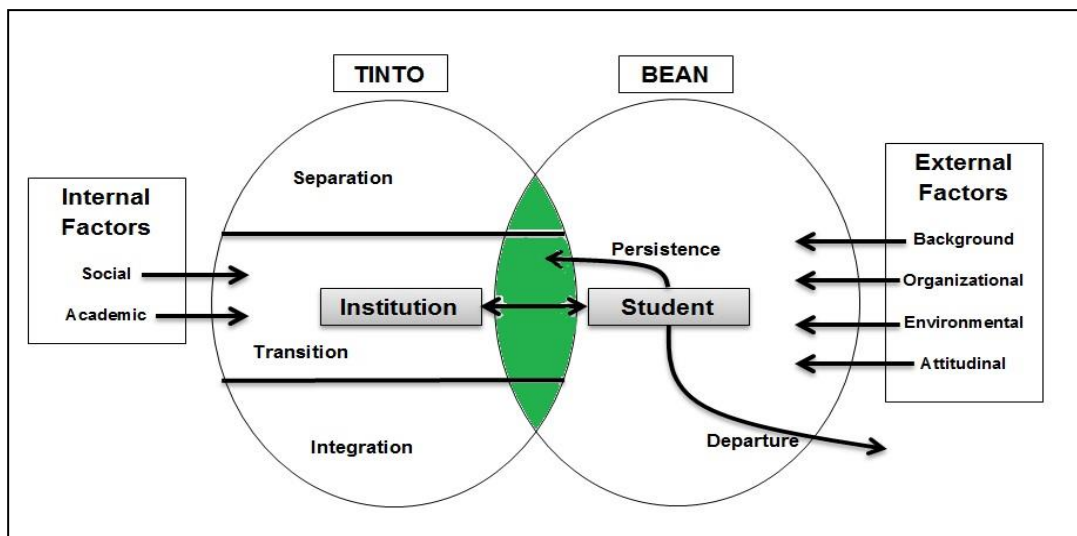 TINTO
BEAN
Internal
Factors
Social
Academic
Separation
Institution
Transition
Integration
Persistence
Student
Departure
External
Factors
Background
Organizational
Environmental
Attitudinal